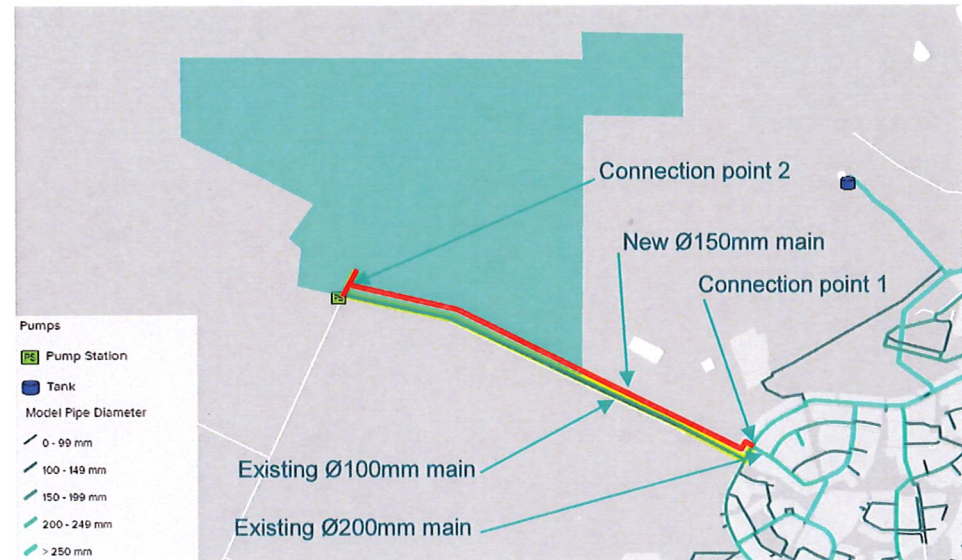 Connection point 2
New Ø150mm main
Connection point 1
PS
Existing Ø100mm main
Existing Ø200mm main
Pumps
PS Pump Station
Tank
Model Pipe Diameter
0 - 99 mm
100 - 149 mm
150 - 199 mm
200 - 249 mm
> 250 mm